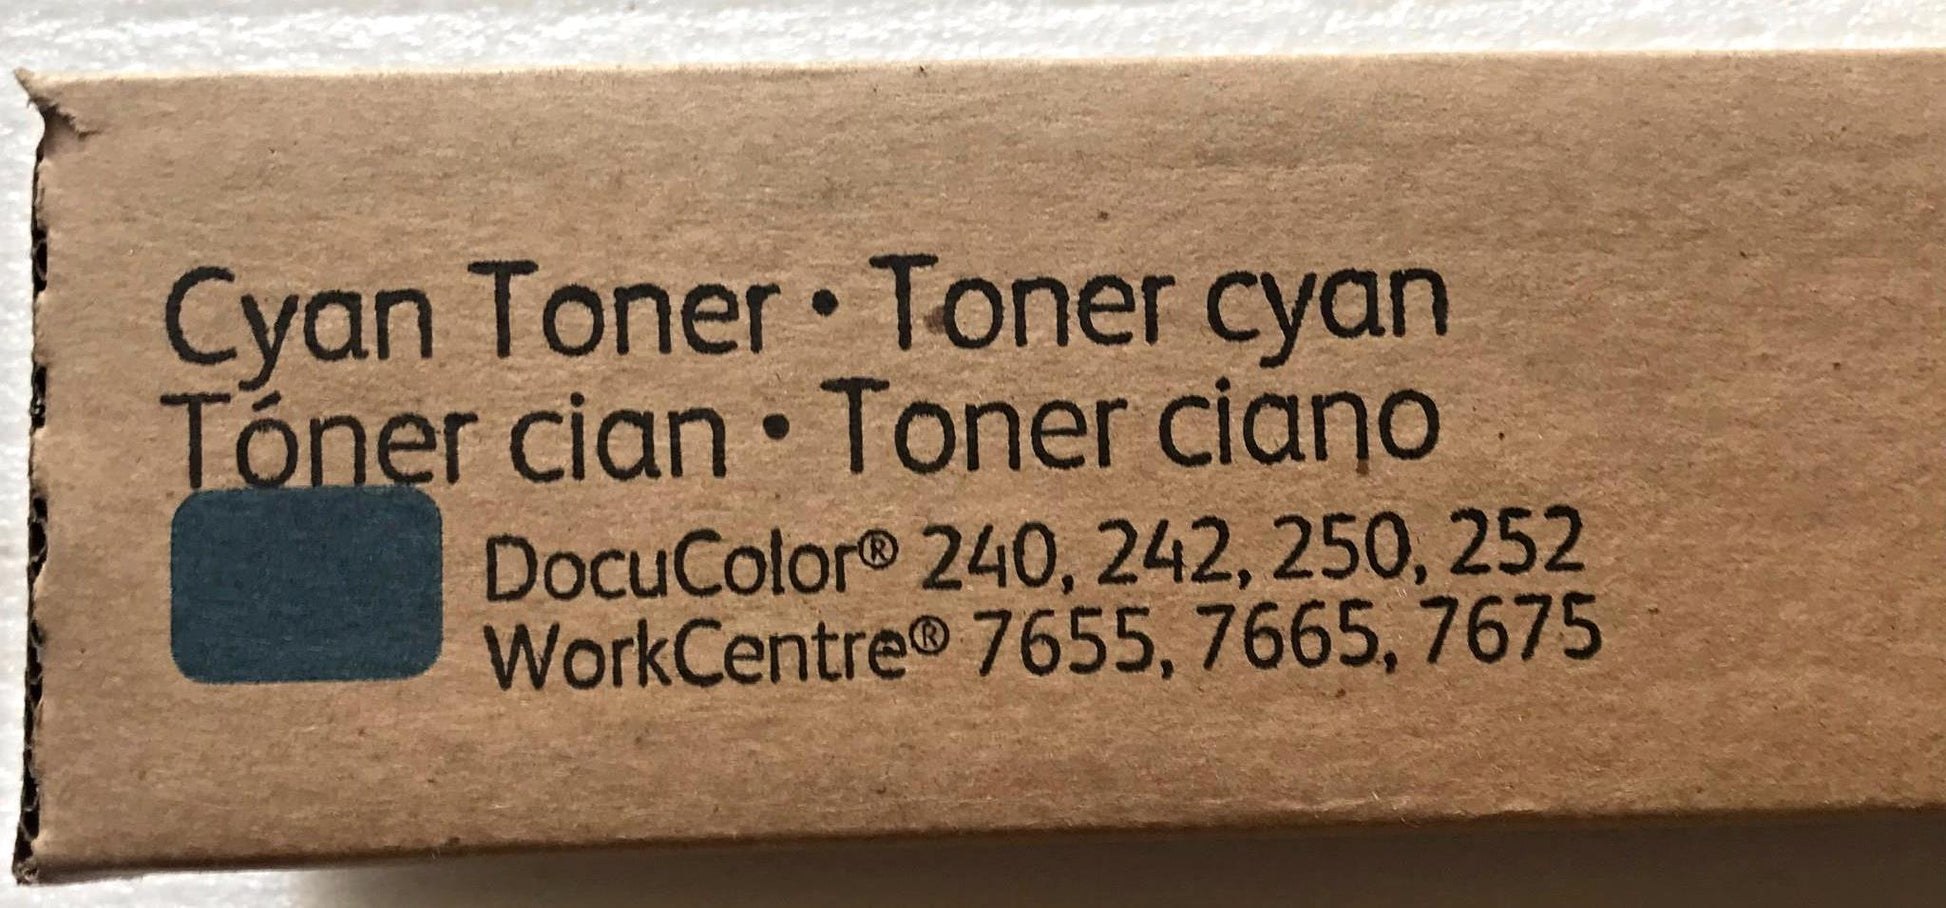 Cyan Toner • Toner cyan
Tóner cian • Toner ciano
DocuColor® 240, 242, 250, 252
WorkCentre® 7655, 7665, 7675